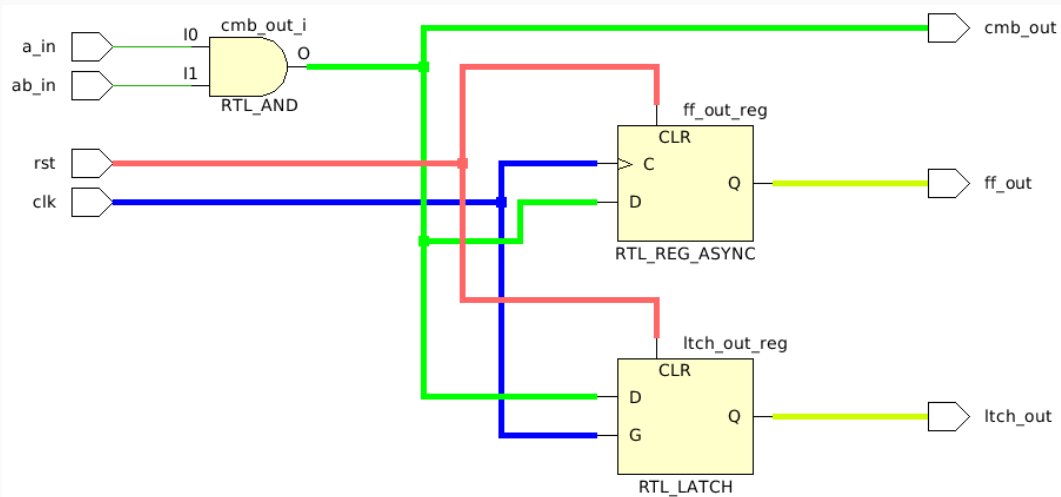 cmb_out_i
cmb_out
a_in
I0
O
I1
ab_in
RTL_AND
ff_out_reg
CLR
rst
C
Q
ff_out
clk
D
RTL_REG_ASYNC
ltch_out_reg
CLR
D
Q
ltch_out
G
RTL_LATCH